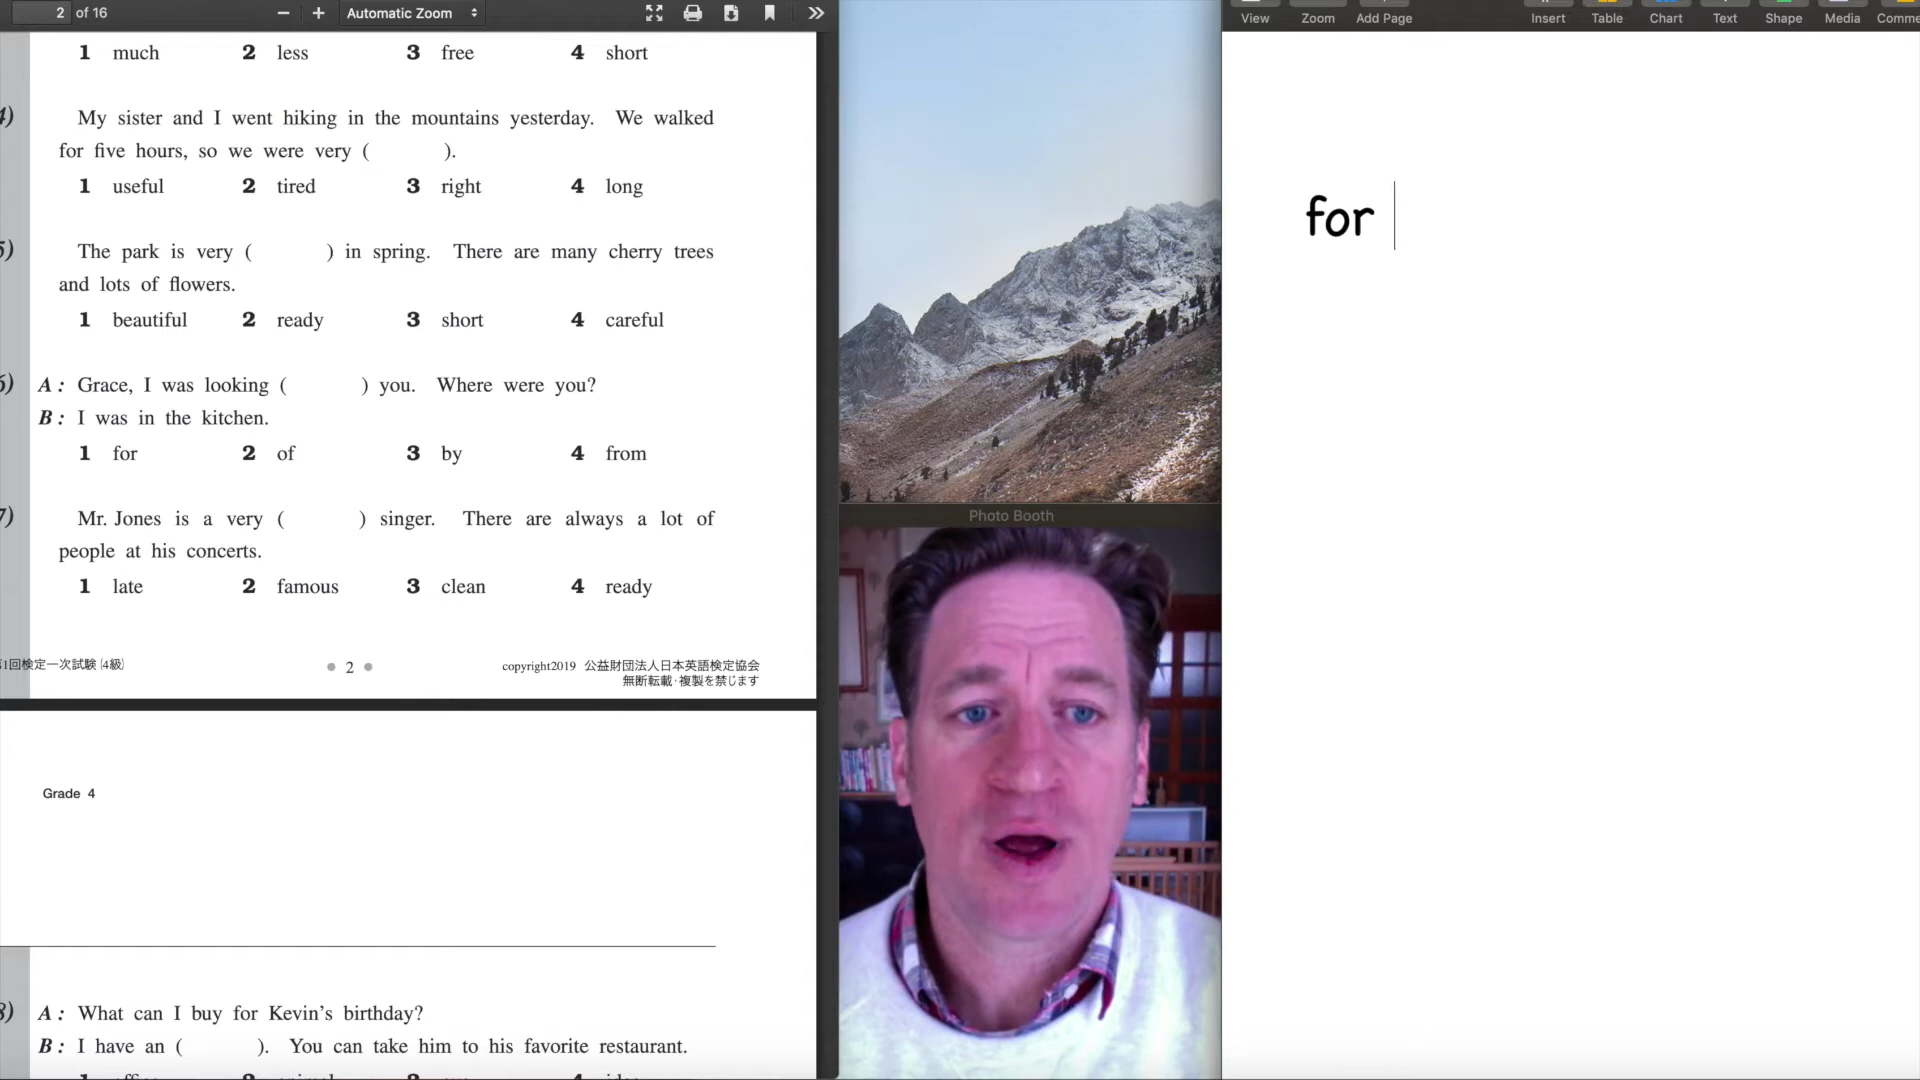 2 of 16
Automatic Zoom
1 much 2 less 3 free 4 short
4) My sister and I went hiking in the mountains yesterday. We walked
for five hours, so we were very ( ).
1 useful 2 tired 3 right 4 long
5) The park is very ( ) in spring. There are many cherry trees
and lots of flowers.
1 beautiful 2 ready 3 short 4 careful
6) A: Grace, I was looking ( ) you. Where were you?
B: I was in the kitchen.
1 for 2 of 3 by 4 from
7) Mr. Jones is a very ( ) singer. There are always a lot of
people at his concerts.
1 late 2 famous 3 clean 4 ready
第1回検定一次試験(4級)
2
copyright2019 公益財団法人日本英語検定協会
無断転載・複製を禁じます
Grade 4
8) A: What can I buy for Kevin's birthday?
B: I have an ( ). You can take him to his favorite restaurant.
Photo Booth
View Zoom Add Page Insert Table Chart Text Shape Media Comme
for